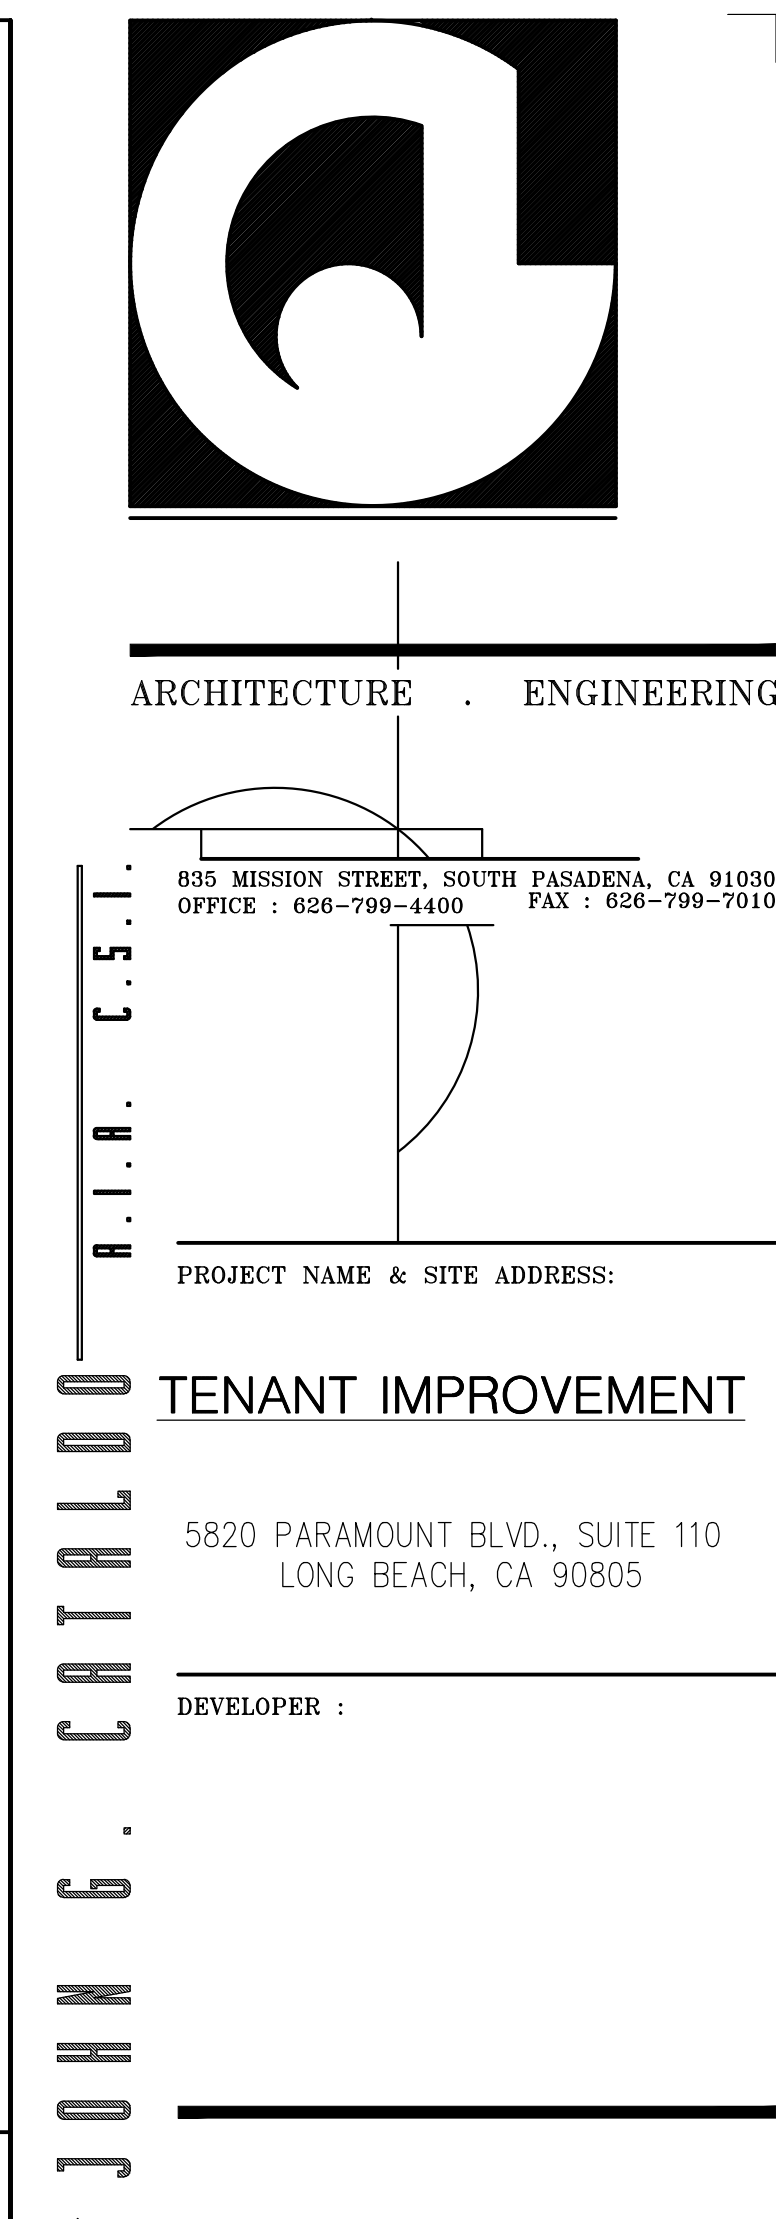 ARCHITECTURE . ENGINEERING
835 MISSION STREET, SOUTH PASADENA, CA 91030
OFFICE : 626-799-4400 FAX : 626-799-7010
PROJECT NAME & SITE ADDRESS:
TENANT IMPROVEMENT
5820 PARAMOUNT BLVD., SUITE 110
LONG BEACH, CA 90805
DEVELOPER :
JOHN G. CATALDO
A.I.A. C.S.I.